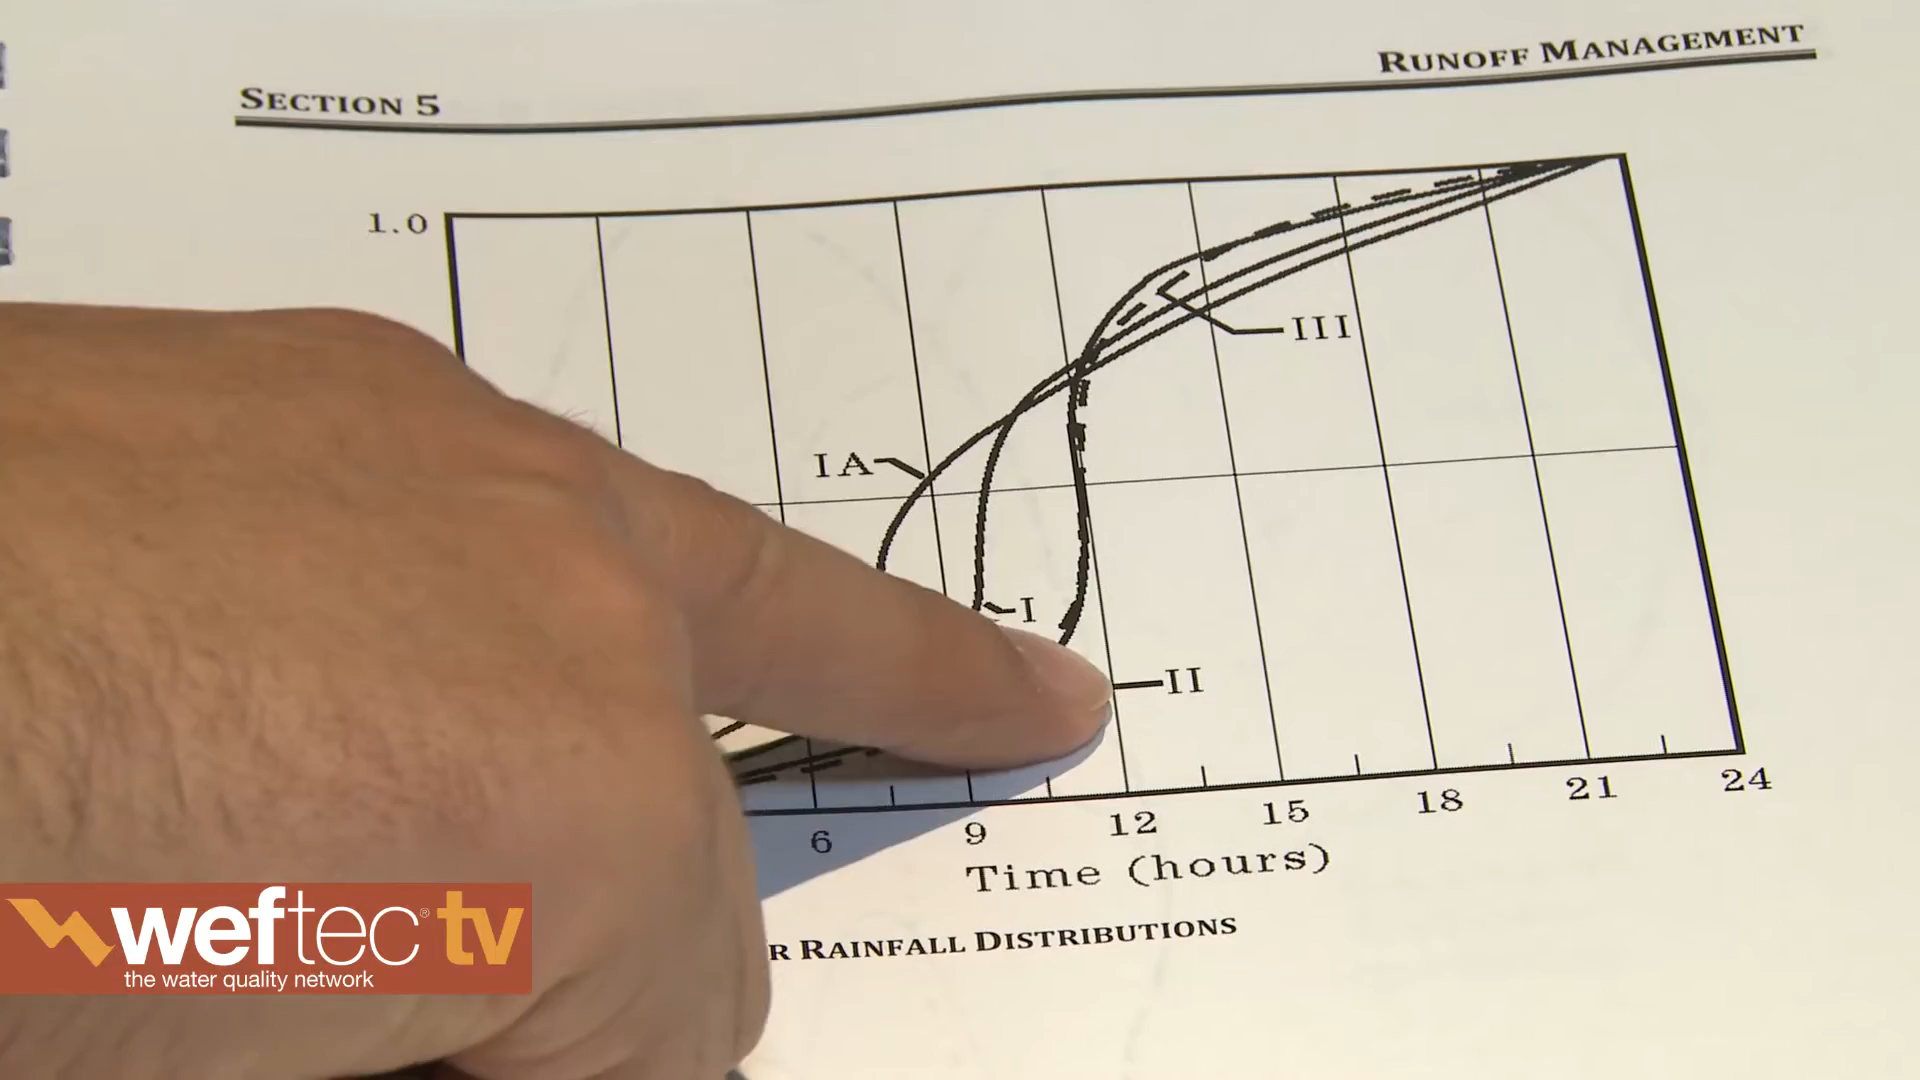 RUNOFF MANAGEMENT
SECTION 5
1.0
III
IA
I
II
6 9 12 15 18 21 24
Time (hours)
R RAINFALL DISTRIBUTIONS
weftec® tv
the water quality network